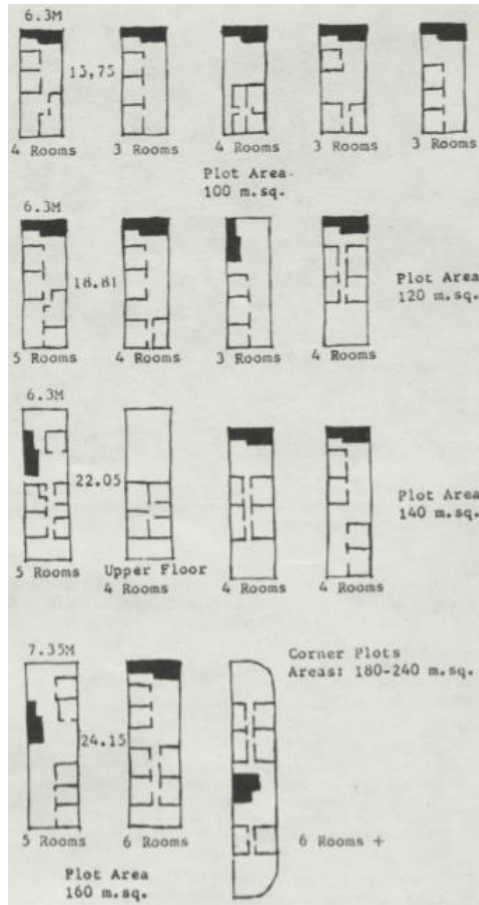 6.3M
15,75
4 Rooms
3 Rooms
4 Rooms
3 Rooms
3 Rooms
Plot Area
100 m.sq.
6.3M
18.81
Plot Area
120 m.sq.
5 Rooms
4 Rooms
3 Rooms
4 Rooms
6.3M
22.05
Plot Area
140 m.sq.
5 Rooms
Upper Floor
4 Rooms
4 Rooms
4 Rooms
7.35M
Corner Plots
Areas: 180-240 m.sq.
24.15
5 Rooms
6 Rooms
6 Rooms +
Plot Area
160 m.sq.